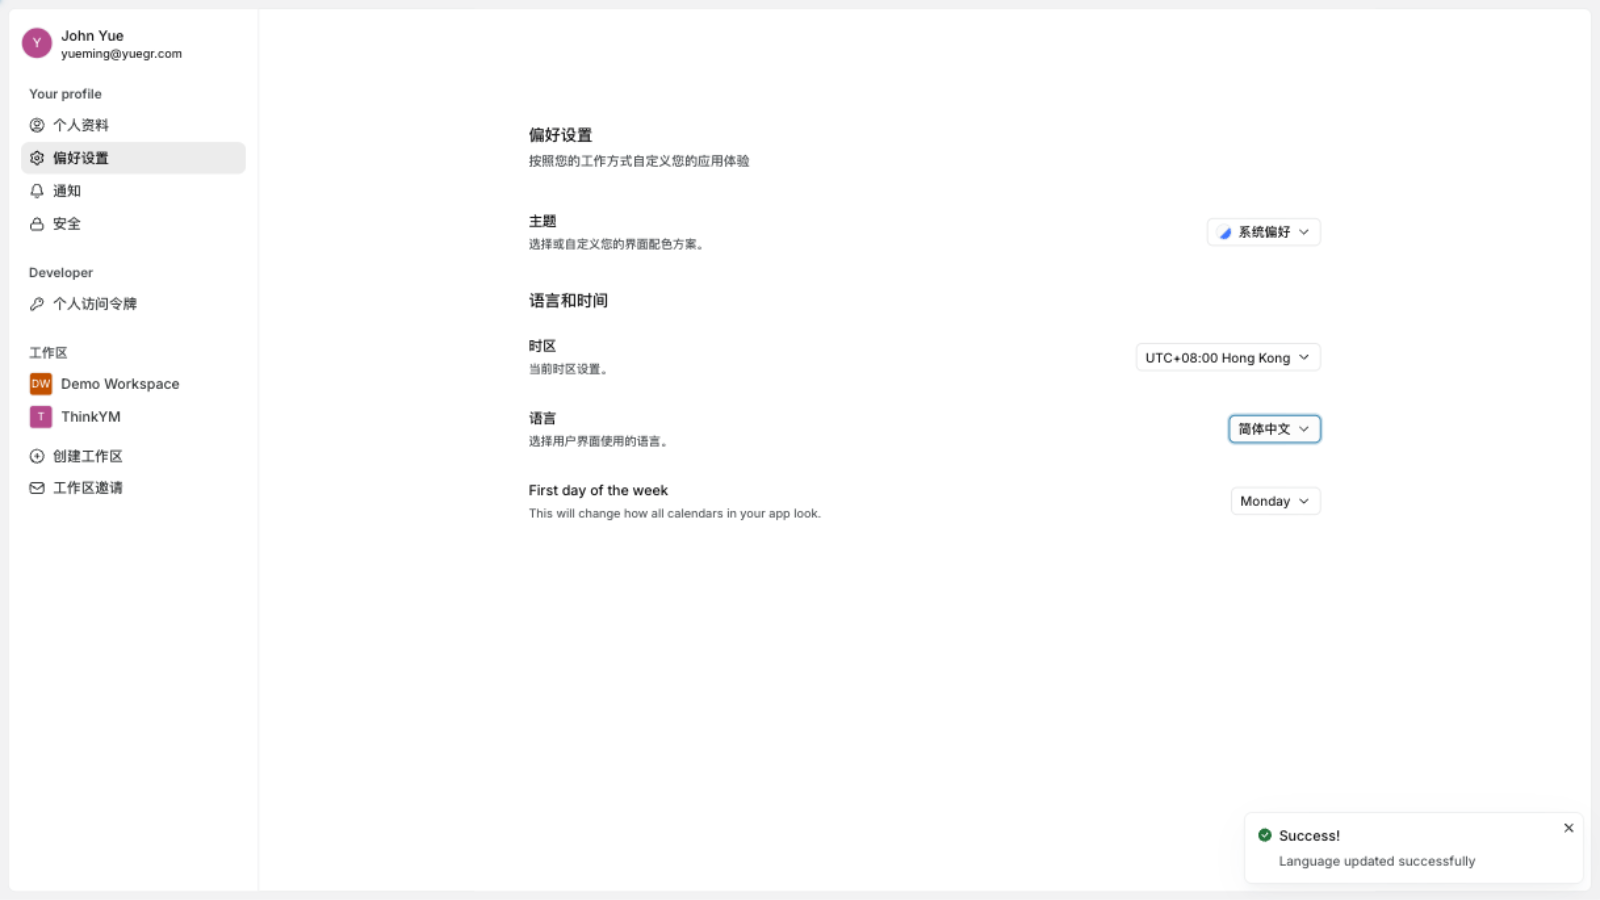 Y
John Yue
yueming@yuegr.com
Your profile
个人资料
偏好设置
通知
安全
Developer
个人访问令牌
工作区
DW Demo Workspace
T ThinkYM
创建工作区
工作区邀请
偏好设置
按照您的工作方式自定义您的应用体验
主题
选择或自定义您的界面配色方案。
系统偏好
语言和时间
时区
当前时区设置。
UTC+08:00 Hong Kong
语言
选择用户界面使用的语言。
简体中文
First day of the week
This will change how all calendars in your app look.
Monday
Success!
Language updated successfully